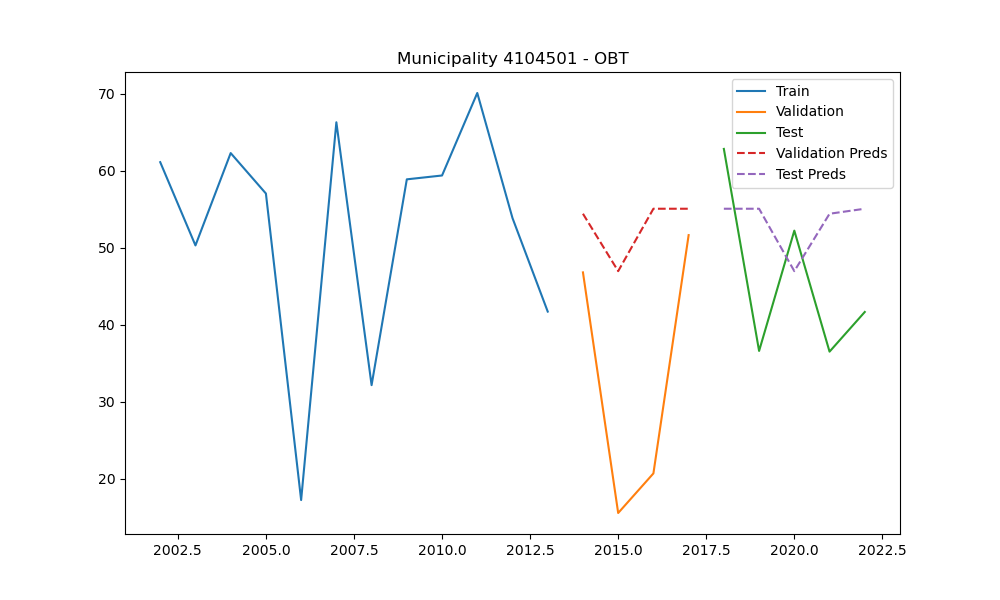 Municipality 4104501 - OBT
Train
Validation
Test
Validation Preds
Test Preds
70
60
50
40
30
20
2002.5 2005.0 2007.5 2010.0 2012.5 2015.0 2017.5 2020.0 2022.5